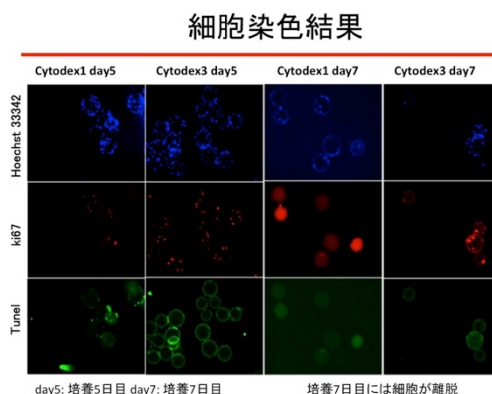 細胞染色結果
Cytodex1 day5 Cytodex3 day5 Cytodex1 day7 Cytodex3 day7
Hoechst 33342
ki67
Tunel
day5: 培養5日目 day7: 培養7日目 培養7日目には細胞が離脱